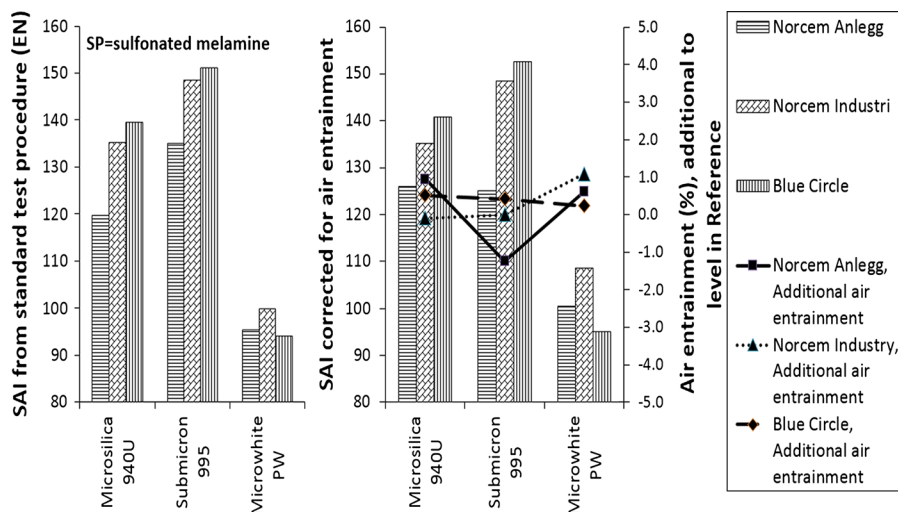 SP=sulfonated melamine
SAI from standard test procedure (EN)
160
150
140
130
120
110
100
90
80
Microsilica
940U
Submicron
995
Microwhite
PW
SAI corrected for air entrainment
160
150
140
130
120
110
100
90
80
Microsilica
940U
Submicron
995
Microwhite
PW
5.0
4.0
3.0
2.0
1.0
0.0
-1.0
-2.0
-3.0
-4.0
-5.0
Air entrainment (%), additional to
level in Reference
Norcem Anlegg
Norcem Industri
Blue Circle
Norcem Anlegg,
Additional air
entrainment
Norcem Industry,
Additional air
entrainment
Blue Circle,
Additional air
entrainment